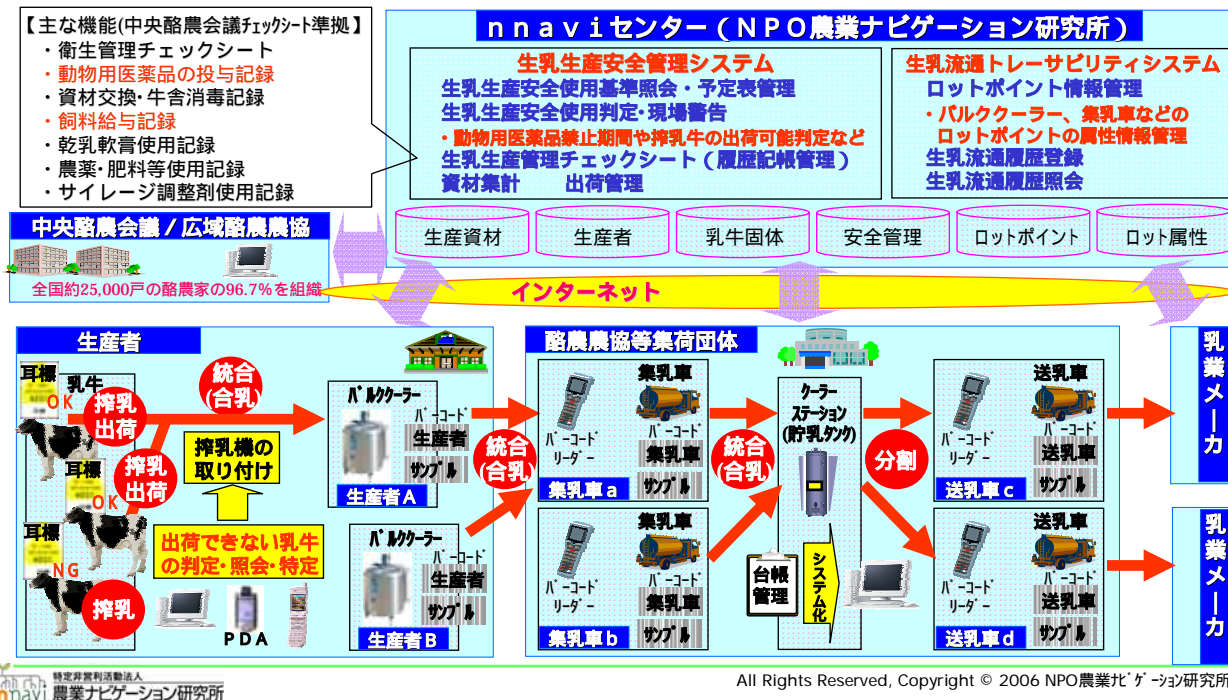 【主な機能(中央酪農会議ﾁｪｯｸｼｰﾄ準拠】
・衛生管理チェックシート
・動物用医薬品の投与記録
・資材交換・牛舎消毒記録
・飼料給与記録
・乾乳軟膏使用記録
・農薬・肥料等使用記録
・サイレージ調整剤使用記録
ｎｎａｖｉセンター（ＮＰＯ農業ナビゲーション研究所）
生乳生産安全管理システム
生乳生産安全使用基準照会・予定表管理
生乳生産安全使用判定・現場警告
・動物用医薬品禁止期間や搾乳牛の出荷可能判定など
生乳生産管理チェックシート（履歴記帳管理）
資材集計　出荷管理
生乳流通トレーサビリティシステム
ロットポイント情報管理
・バルククーラー、集乳車などの
ロットポイントの属性情報管理
生乳流通履歴登録
生乳流通履歴照会
生産資材
生産者
乳牛固体
安全管理
ロットポイント
ロット属性
中央酪農会議 / 広域酪農農協
全国約25,000戸の酪農家の96.7％を組織
インターネット
生産者
耳標
乳牛
OK
搾乳
出荷
統合
(合乳)
耳標
OK
搾乳
出荷
搾乳機の
取り付け
耳標
NG
搾乳
出荷できない乳牛
の判定・照会・特定
ＰＤＡ
ﾊﾞﾙｸｸｰﾗｰ
ﾊﾞｰｺｰﾄﾞ
生産者
ｻﾝﾌﾟﾙ
生産者Ａ
ﾊﾞﾙｸｸｰﾗｰ
ﾊﾞｰｺｰﾄﾞ
生産者
ｻﾝﾌﾟﾙ
生産者Ｂ
統合
(合乳)
酪農農協等集荷団体
集乳車
ﾊﾞｰｺｰﾄﾞ
ﾘｰﾀﾞｰ
ﾊﾞｰｺｰﾄﾞ
集乳車
ｻﾝﾌﾟﾙ
集乳車a
集乳車
ﾊﾞｰｺｰﾄﾞ
ﾘｰﾀﾞｰ
ﾊﾞｰｺｰﾄﾞ
集乳車
ｻﾝﾌﾟﾙ
集乳車b
統合
(合乳)
ｸｰﾗｰ
ｽﾃｰｼｮﾝ
(貯乳ﾀﾝｸ)
台帳
管理
システム化
分割
送乳車
ﾊﾞｰｺｰﾄﾞ
ﾘｰﾀﾞｰ
ﾊﾞｰｺｰﾄﾞ
送乳車
ｻﾝﾌﾟﾙ
送乳車c
送乳車
ﾊﾞｰｺｰﾄﾞ
ﾘｰﾀﾞｰ
ﾊﾞｰｺｰﾄﾞ
送乳車
ｻﾝﾌﾟﾙ
送乳車d
乳業メーカ
乳業メーカ
nnavi
特定非営利活動法人
農業ナビゲーション研究所
All Rights Reserved, Copyright © 2006 NPO農業ﾅﾋﾞｹﾞｰｼｮﾝ研究所